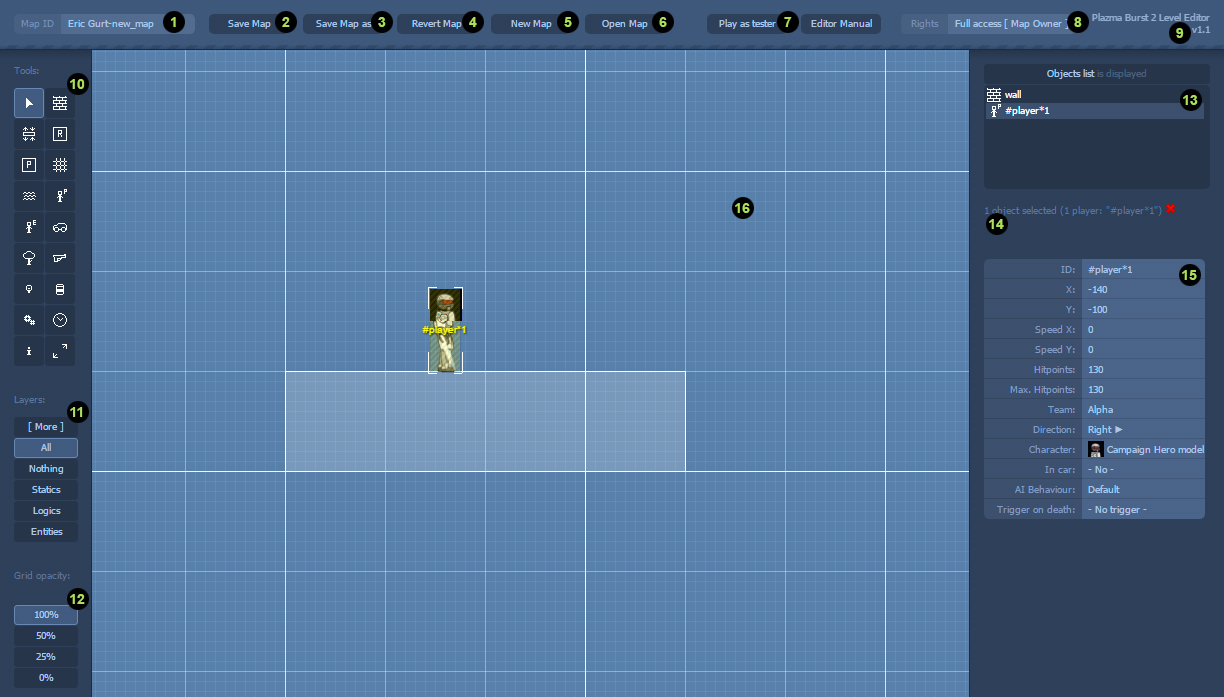 Map ID Eric Gurt-new_map 1 Save Map 2 Save Map as 3 Revert Map 4 New Map 5 Open Map 6 Play as tester 7 Editor Manual Rights Full access [ Map Owner ] 8 Plazma Burst 2 Level Editor
9 v1.1
Tools:
10
R
P
P
E
Layers:
11
[ More ]
All
Nothing
Statics
Logics
Entities
Grid opacity:
12
100%
50%
25%
0%
16
#player*1
Objects list is displayed
wall
13
#player*1
1 object selected (1 player: "#player*1")
14
15
ID: #player*1
X: -140
Y: -100
Speed X: 0
Speed Y: 0
Hitpoints: 130
Max. Hitpoints: 130
Team: Alpha
Direction: Right ▶
Character: Campaign Hero model
In car: - No -
AI Behaviour: Default
Trigger on death: - No trigger -